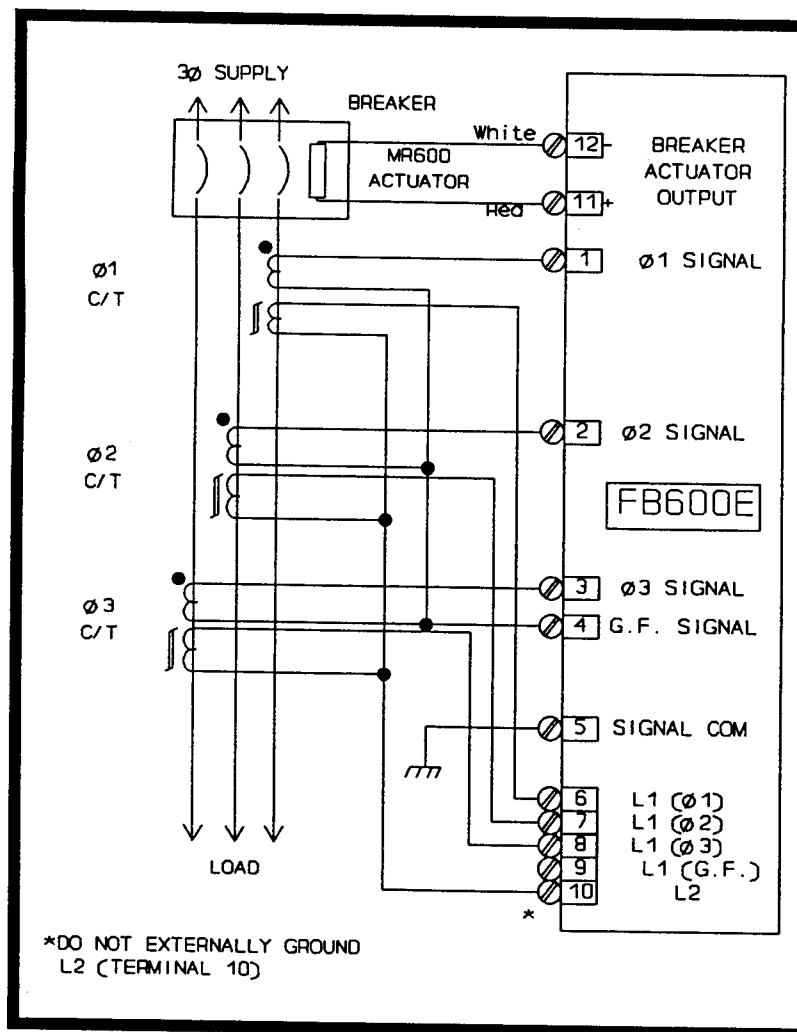 3Ø SUPPLY
BREAKER
White
12-
MR600
ACTUATOR
BREAKER
ACTUATOR
OUTPUT
Red
11+
Ø1
C/T
1
Ø1 SIGNAL
Ø2
C/T
2
Ø2 SIGNAL
FB600E
Ø3
C/T
3
Ø3 SIGNAL
4
G.F. SIGNAL
5
SIGNAL COM
6
L1 (Ø1)
7
L1 (Ø2)
8
L1 (Ø3)
9
L1 (G.F.)
10
L2
*
LOAD
*DO NOT EXTERNALLY GROUND
L2 (TERMINAL 10)